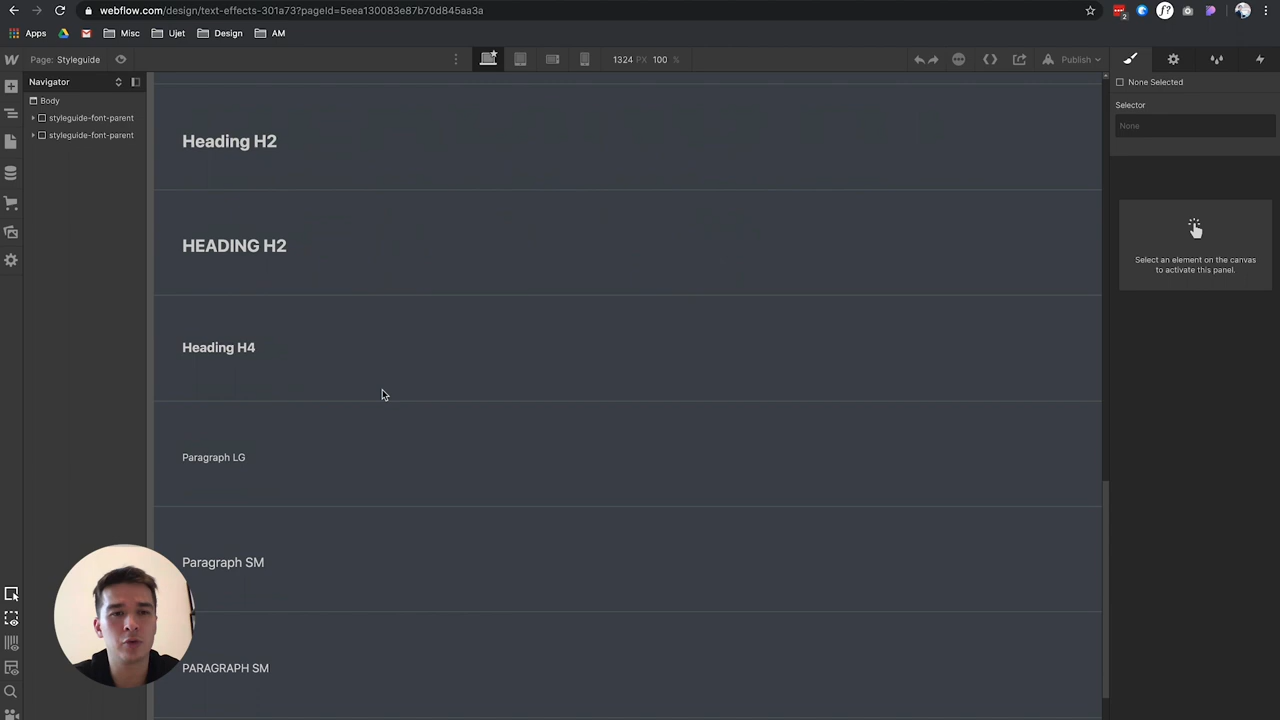 webflow.com/design/text-effects-301a73?pageId=5eea130083e87b70d845aa3a
2
f?
Apps
Misc
Ujet
Design
AM
Page: Styleguide
1324 PX 100 %
Publish
Navigator
Body
styleguide-font-parent
styleguide-font-parent
Heading H2
HEADING H2
Heading H4
Paragraph LG
Paragraph SM
PARAGRAPH SM
None Selected
Selector
None
Select an element on the canvas
to activate this panel.